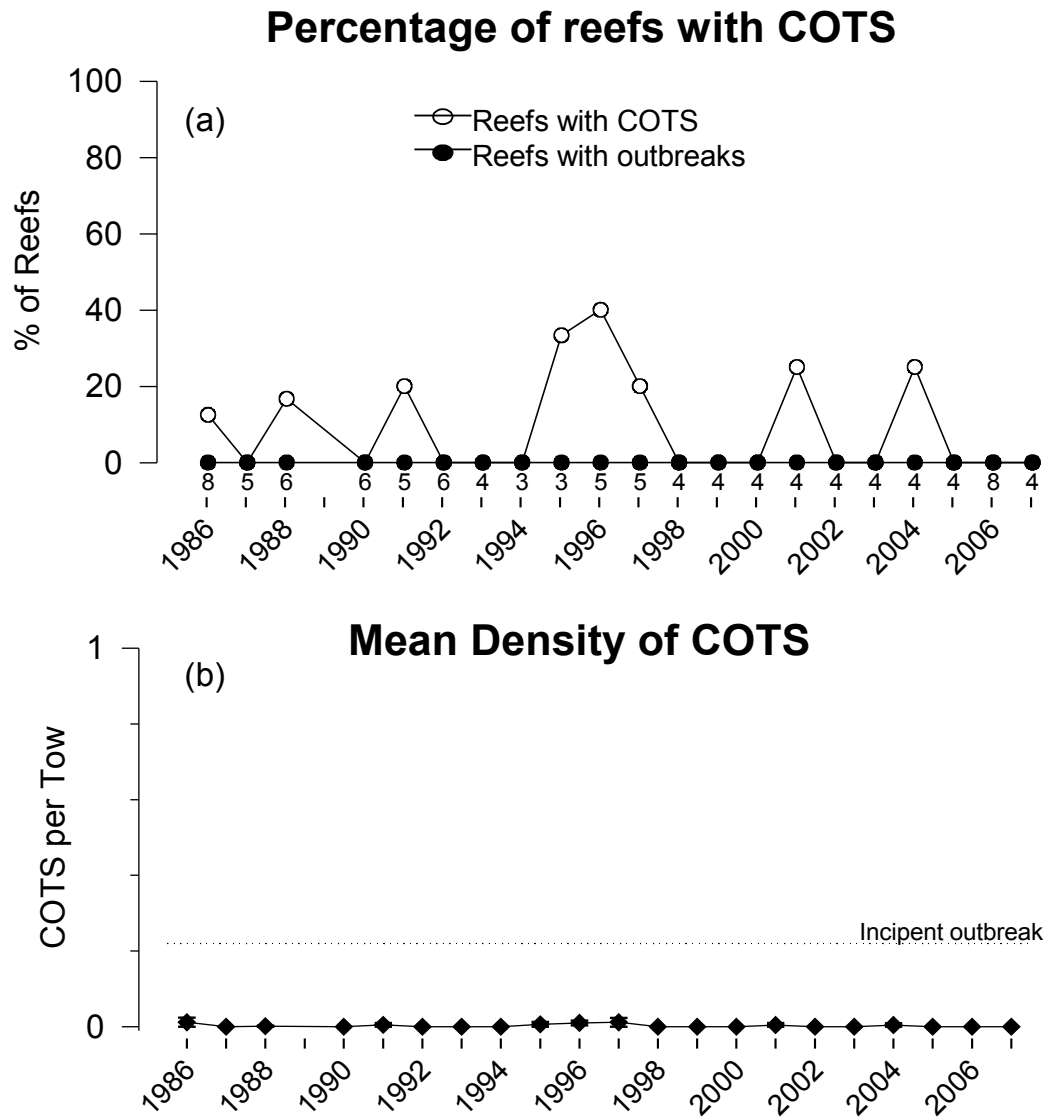 Percentage of reefs with COTS
100
(a)
Reefs with COTS
80
Reefs with outbreaks
60
% of Reefs
40
20
0
8 5 6 6 5 6 4 3 3 5 5 4 4 4 4 4 4 4 4 8 4
1986 1988 1990 1992 1994 1996 1998 2000 2002 2004 2006
Mean Density of COTS
1
(b)
COTS per Tow
Incipent outbreak
0
1986 1988 1990 1992 1994 1996 1998 2000 2002 2004 2006